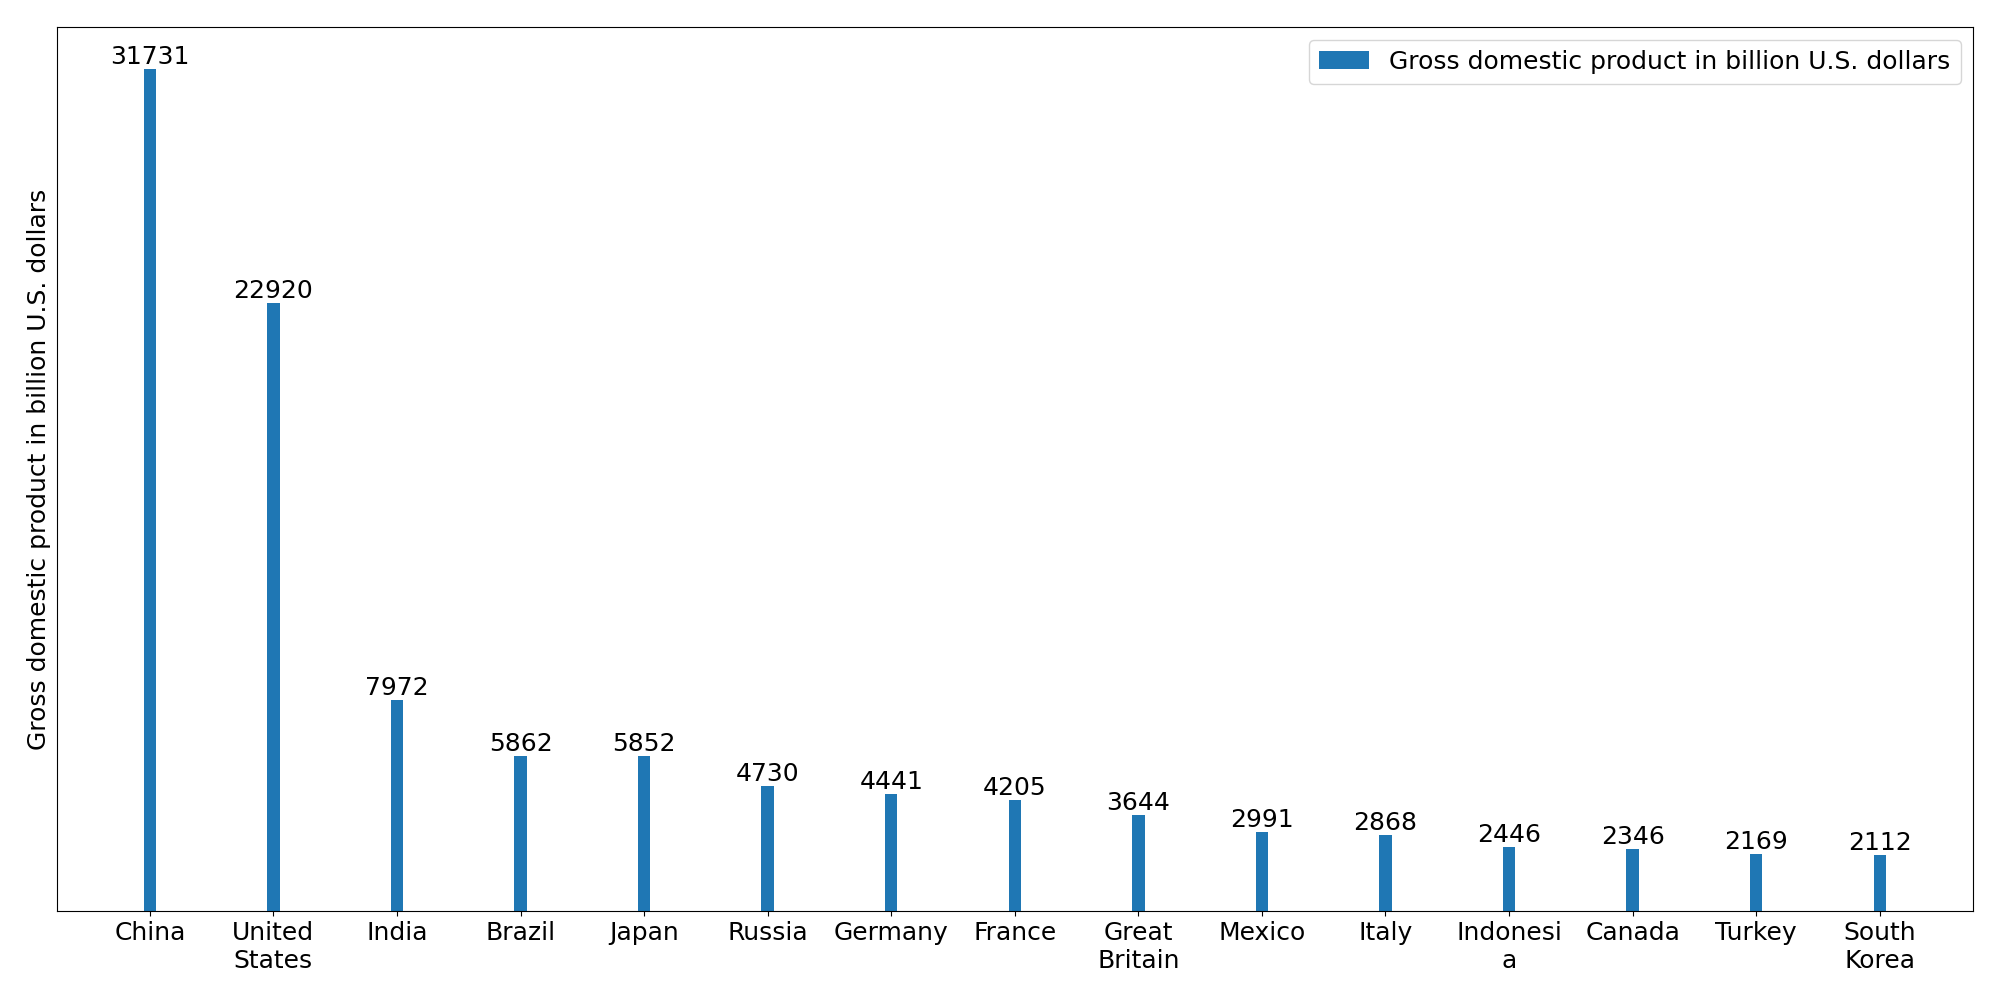 Gross domestic product in billion U.S. dollars
Gross domestic product in billion U.S. dollars
31731
22920
7972
5862
5852
4730
4441
4205
3644
2991
2868
2446
2346
2169
2112
China
United
States
India
Brazil
Japan
Russia
Germany
France
Great
Britain
Mexico
Italy
Indonesi
a
Canada
Turkey
South
Korea